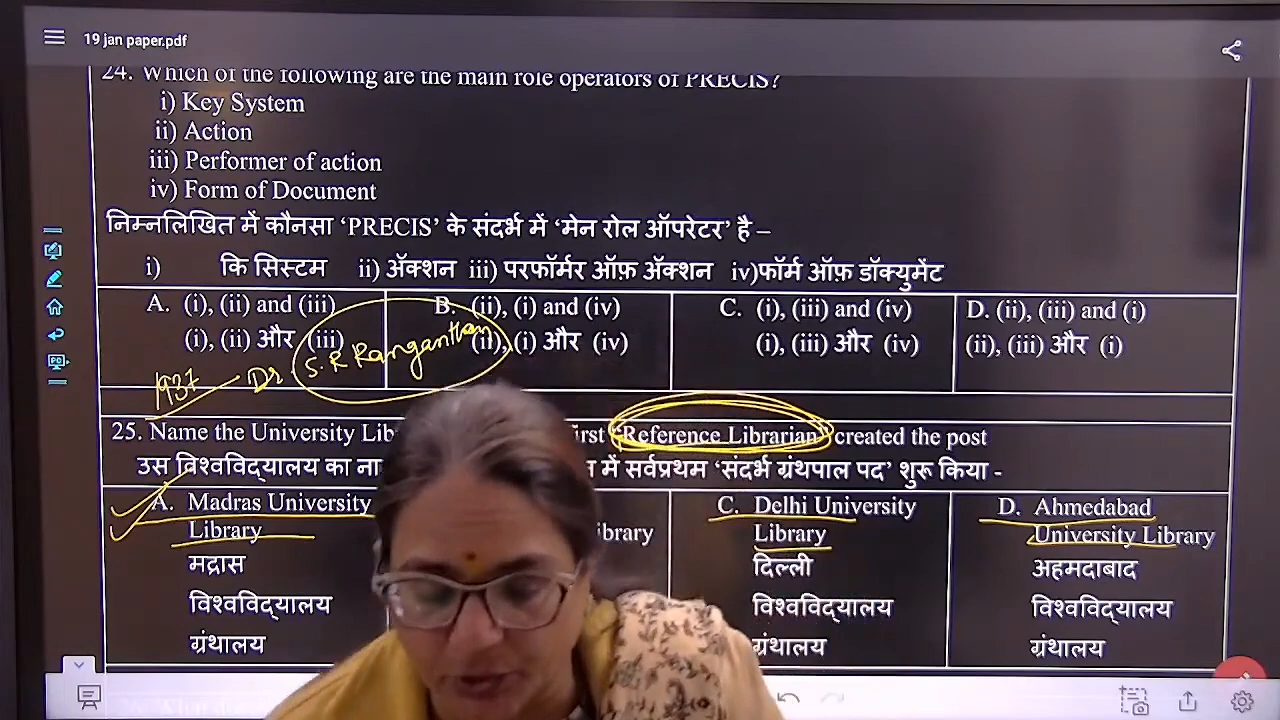 19 jan paper.pdf
24. Which of the following are the main role operators of PRECIS?
i) Key System
ii) Action
iii) Performer of action
iv) Form of Document
निम्नलिखित में कौनसा ‘PRECIS’ के संदर्भ में ‘मेन रोल ऑपरेटर’ है –
i) कि सिस्टम ii) ॲक्शन iii) परफॉर्मर ऑफ़ ॲक्शन iv)फॉर्म ऑफ़ डॉक्युमेंट
A. (i), (ii) and (iii)
(i), (ii) और (iii)
B. (ii), (i) and (iv)
(ii), (i) और (iv)
C. (i), (iii) and (iv)
(i), (iii) और (iv)
D. (ii), (iii) and (i)
(ii), (iii) और (i)
1937 Dr. S. R Ranganthan
25. Name the University Lib irst ‘Reference Librarian’ created the post
उस विश्वविद्यालय का ना में सर्वप्रथम ‘संदर्भ ग्रंथपाल पद’ शुरू किया -
A. Madras University
Library
मद्रास
विश्वविद्यालय
ग्रंथालय
ibrary
C. Delhi University
Library
दिल्ली
विश्वविद्यालय
ग्रंथालय
D. Ahmedabad
University Library
अहमदाबाद
विश्वविद्यालय
ग्रंथालय